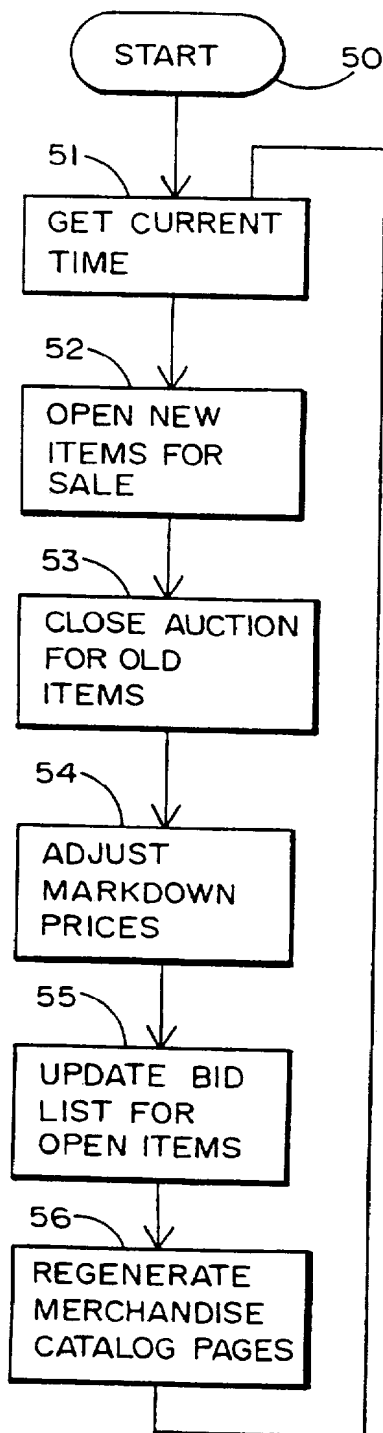 START
50
51
GET CURRENT
TIME
52
OPEN NEW
ITEMS FOR
SALE
53
CLOSE AUCTION
FOR OLD
ITEMS
54
ADJUST
MARKDOWN
PRICES
55
UPDATE BID
LIST FOR
OPEN ITEMS
56
REGENERATE
MERCHANDISE
CATALOG PAGES